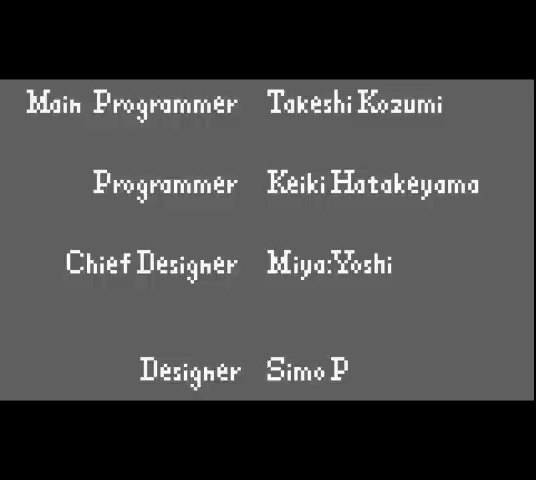 Main Programmer Takeshi Kozumi
Programmer Keiki Hatakeyama
Chief Designer Miya:Yoshi
Designer Simo P